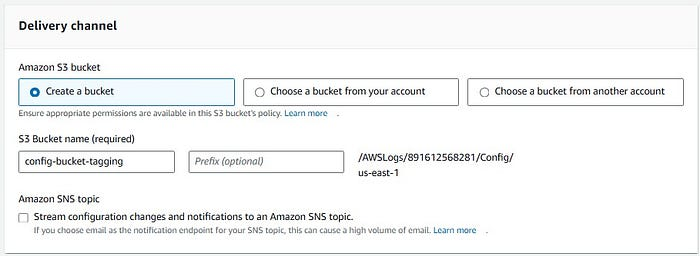 Delivery channel
Amazon S3 bucket
Create a bucket
Choose a bucket from your account
Choose a bucket from another account
Ensure appropriate permissions are available in this S3 bucket's policy. Learn more .
S3 Bucket name (required)
config-bucket-tagging
Prefix (optional)
/AWSLogs/891612568281/Config/
us-east-1
Amazon SNS topic
Stream configuration changes and notifications to an Amazon SNS topic.
If you choose email as the notification endpoint for your SNS topic, this can cause a high volume of email. Learn more .